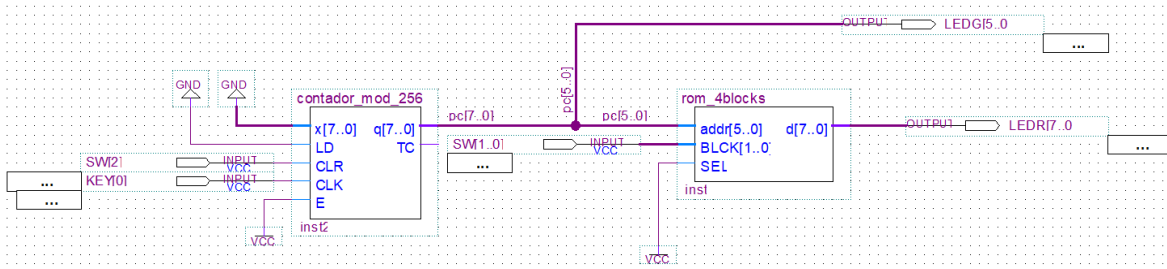 OUTPUT LEDG[5..0]
...
GND GND
contador_mod_256
pc[5..0]
rom_4blocks
x[7..0] q[7..0] pc[7..0] pc[5..0] addr[5..0] d[7..0] OUTPUT LEDR[7..0
LD TC SW[1..0] INPUT VCC BLCK[1..0] ...
SW[2] INPUT VCC CLR ... SEL
... KEY[0] INPUT VCC CLK inst
... E
inst2
VCC VCC